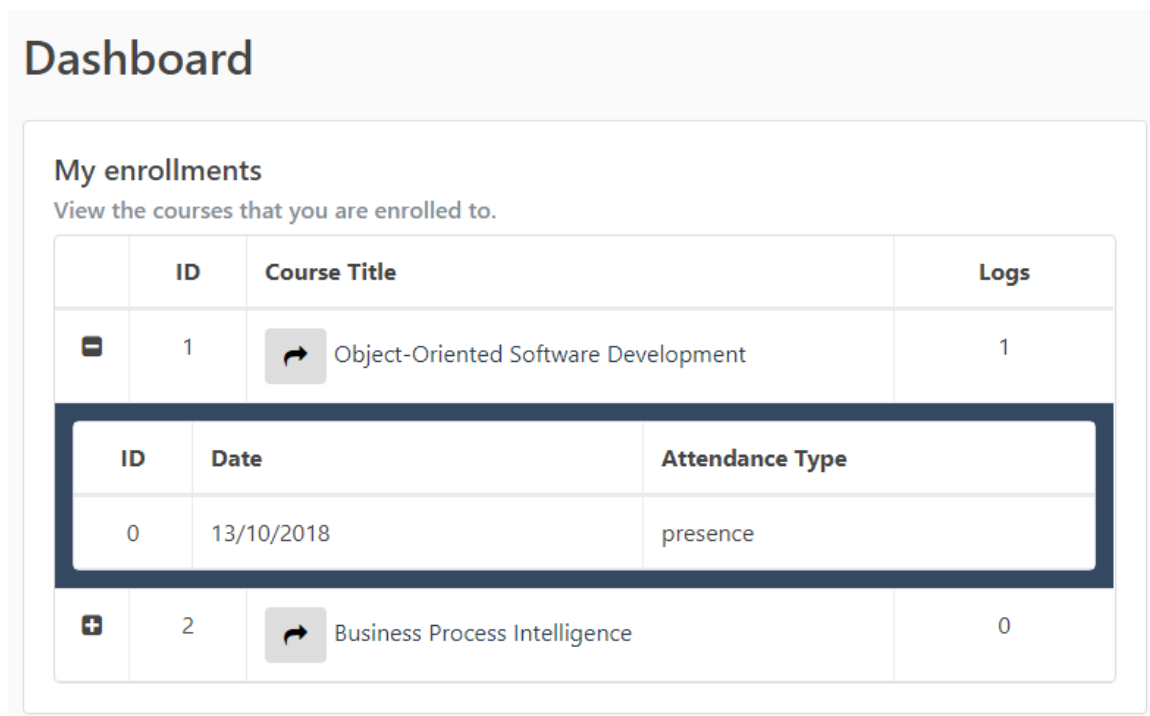 Dashboard
My enrollments
View the courses that you are enrolled to.
ID Course Title Logs
1 Object-Oriented Software Development 1
ID Date Attendance Type
0 13/10/2018 presence
2 Business Process Intelligence 0